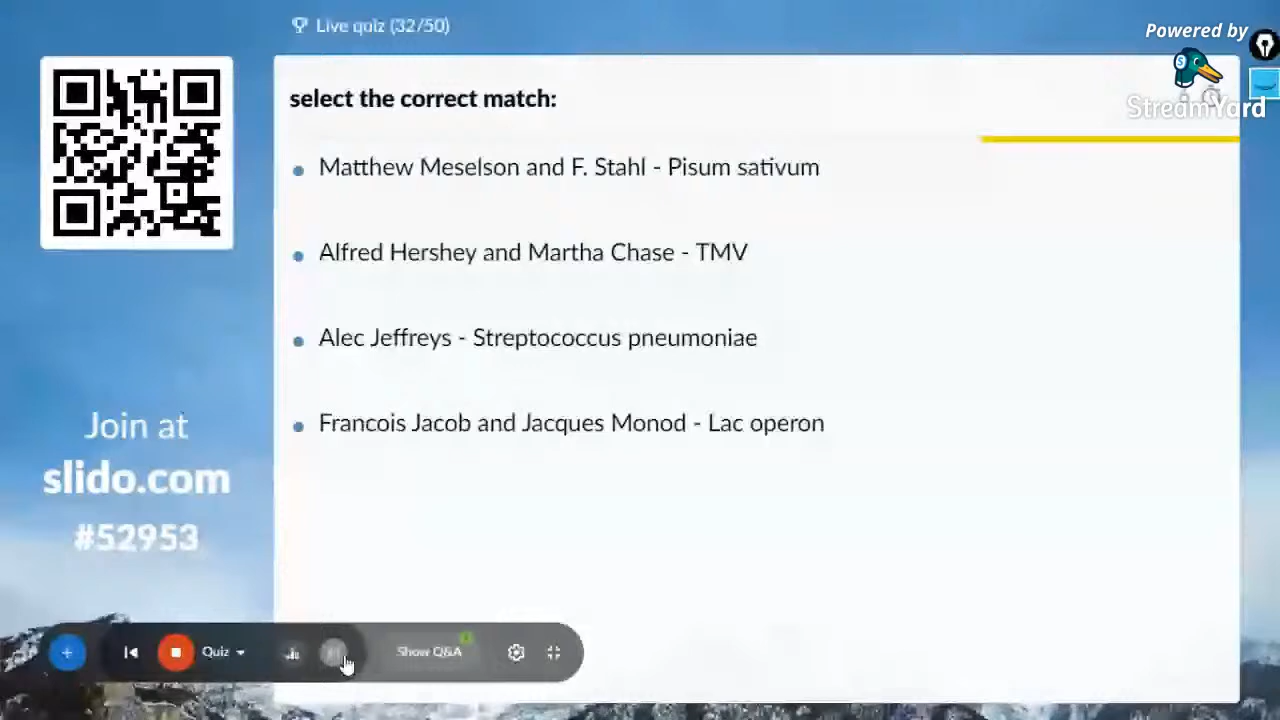 Live quiz (32/50)
Powered by
StreamYard
select the correct match:
Matthew Meselson and F. Stahl - Pisum sativum
Alfred Hershey and Martha Chase - TMV
Alec Jeffreys - Streptococcus pneumoniae
Francois Jacob and Jacques Monod - Lac operon
Join at
slido.com
#52953
Quiz
Show Q&A